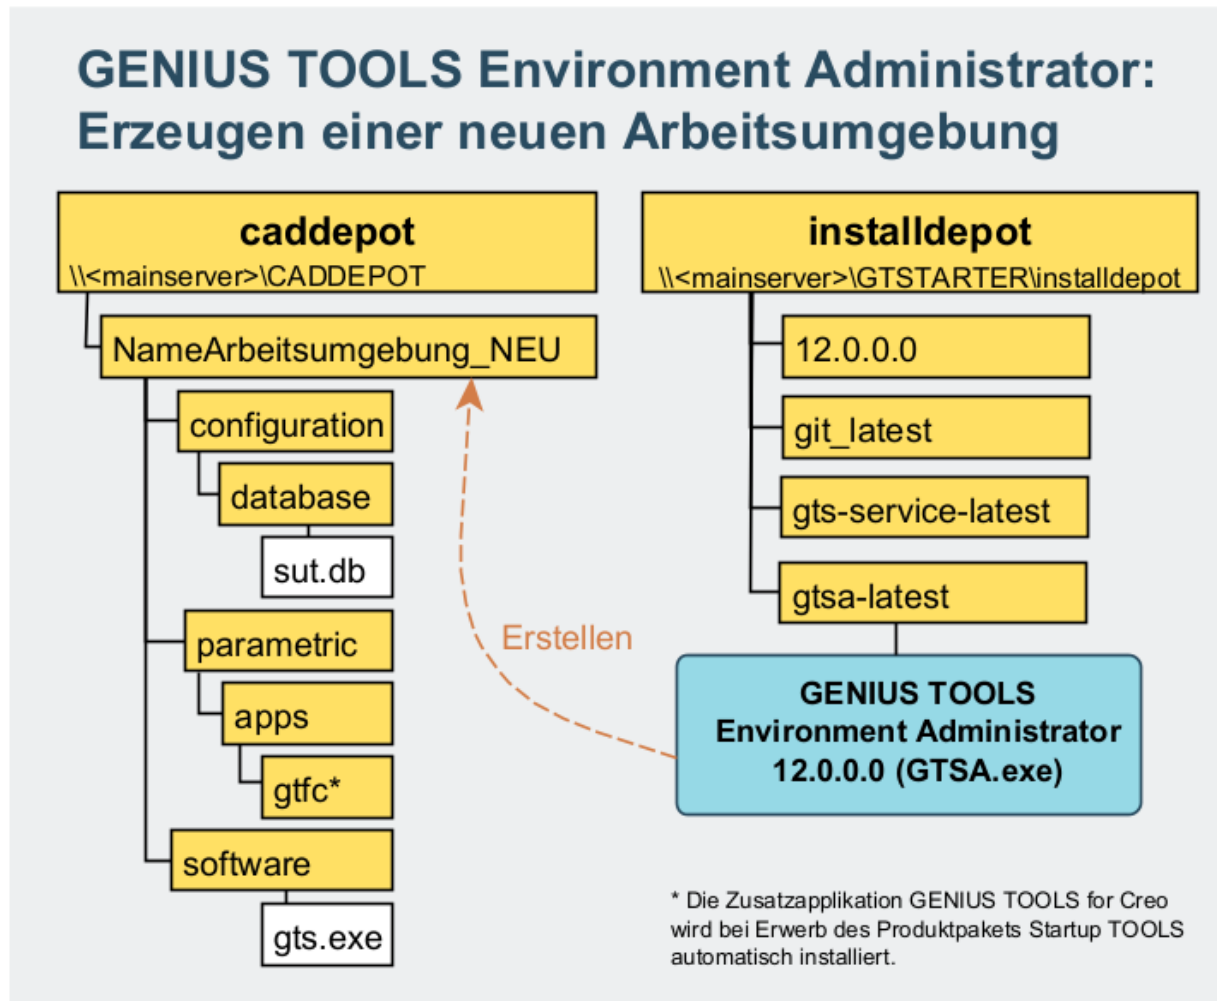 GENIUS TOOLS Environment Administrator:
Erzeugen einer neuen Arbeitsumgebung
caddepot
\\<mainserver>\CADDEPOT
NameArbeitsumgebung_NEU
configuration
database
sut.db
parametric
apps
gtfc*
software
gts.exe
Erstellen
installdepot
\\<mainserver>\GTSTARTER\installdepot
12.0.0.0
git_latest
gts-service-latest
gtsa-latest
GENIUS TOOLS
Environment Administrator
12.0.0.0 (GTSA.exe)
* Die Zusatzapplikation GENIUS TOOLS for Creo
wird bei Erwerb des Produktpakets Startup TOOLS
automatisch installiert.